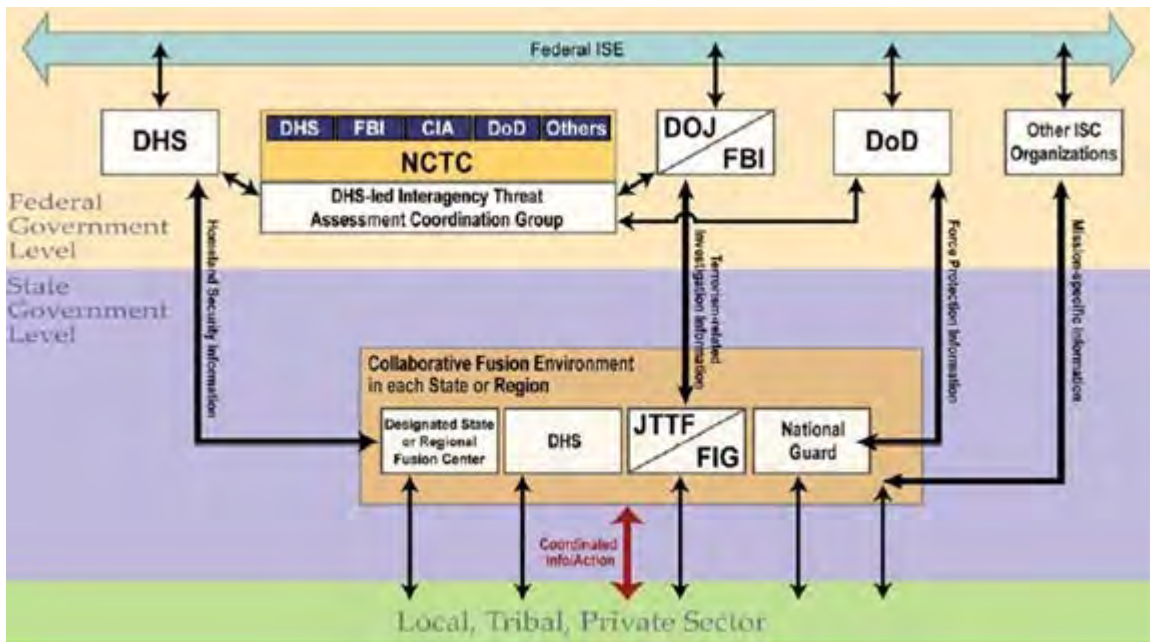 Federal ISE
DHS
DHS FBI CIA DoD Others
NCTC
DHS-led Interagency Threat
Assessment Coordination Group
DOJ
FBI
DoD
Other ISC
Organizations
Federal
Government
Level
State
Government
Level
Homeland Security Information
Terrorism-related
Investigation Information
Force Protection Information
Mission-specific Information
Collaborative Fusion Environment
in each State or Region
Designated State
or Regional
Fusion Center
DHS
JTTF
FIG
National
Guard
Coordinated
Info/Action
Local, Tribal, Private Sector